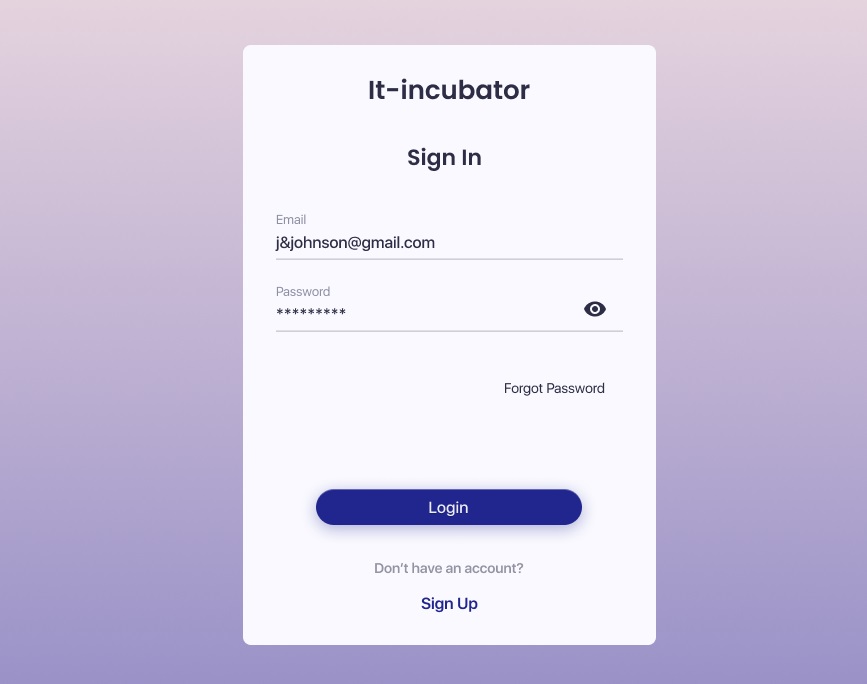 It-incubator
Sign In
Email
j&johnson@gmail.com
Password
*********
Forgot Password
Login
Don't have an account?
Sign Up